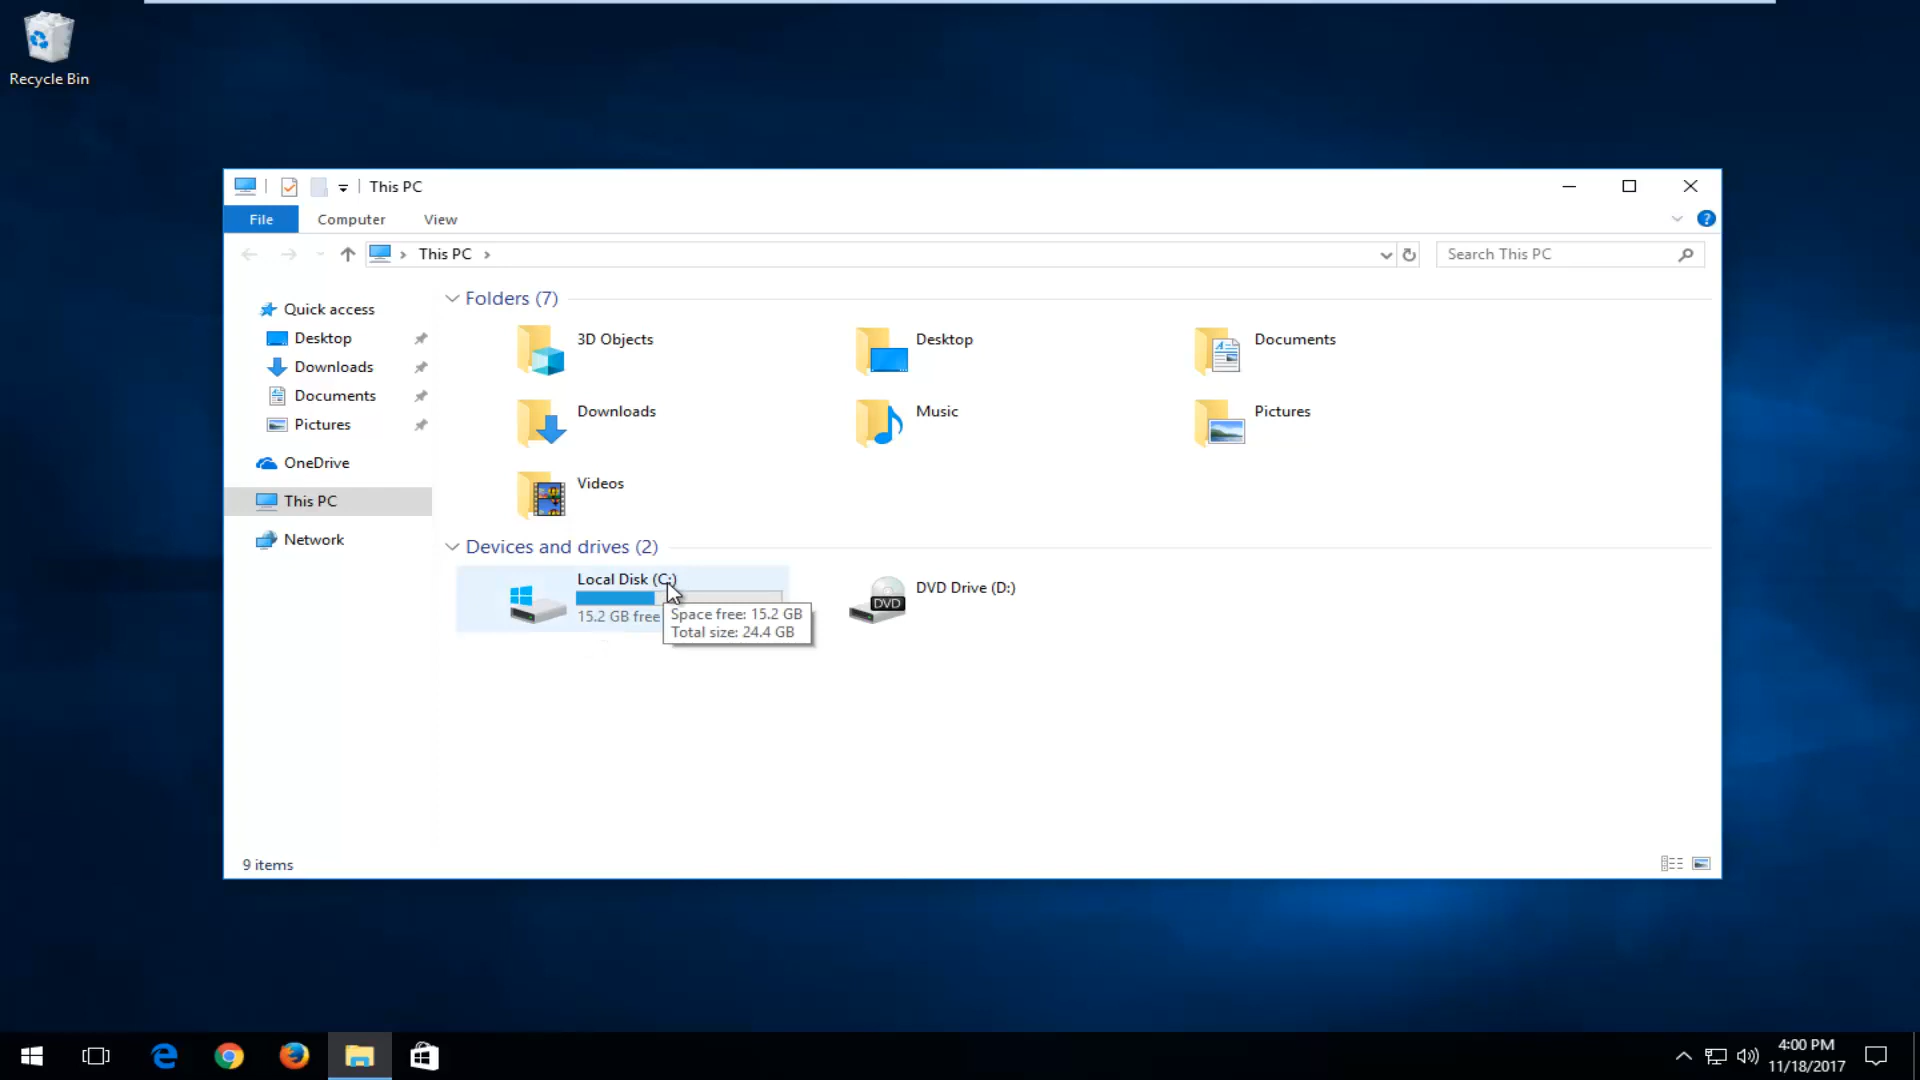 Recycle Bin
This PC
File
Computer
View
?
This PC
Search This PC
Quick access
Desktop
Downloads
Documents
Pictures
OneDrive
This PC
Network
Folders (7)
3D Objects
Desktop
Documents
Downloads
Music
Pictures
Videos
Devices and drives (2)
Local Disk (C:)
15.2 GB free
Space free: 15.2 GB
Total size: 24.4 GB
DVD
DVD Drive (D:)
9 items
4:00 PM
11/18/2017